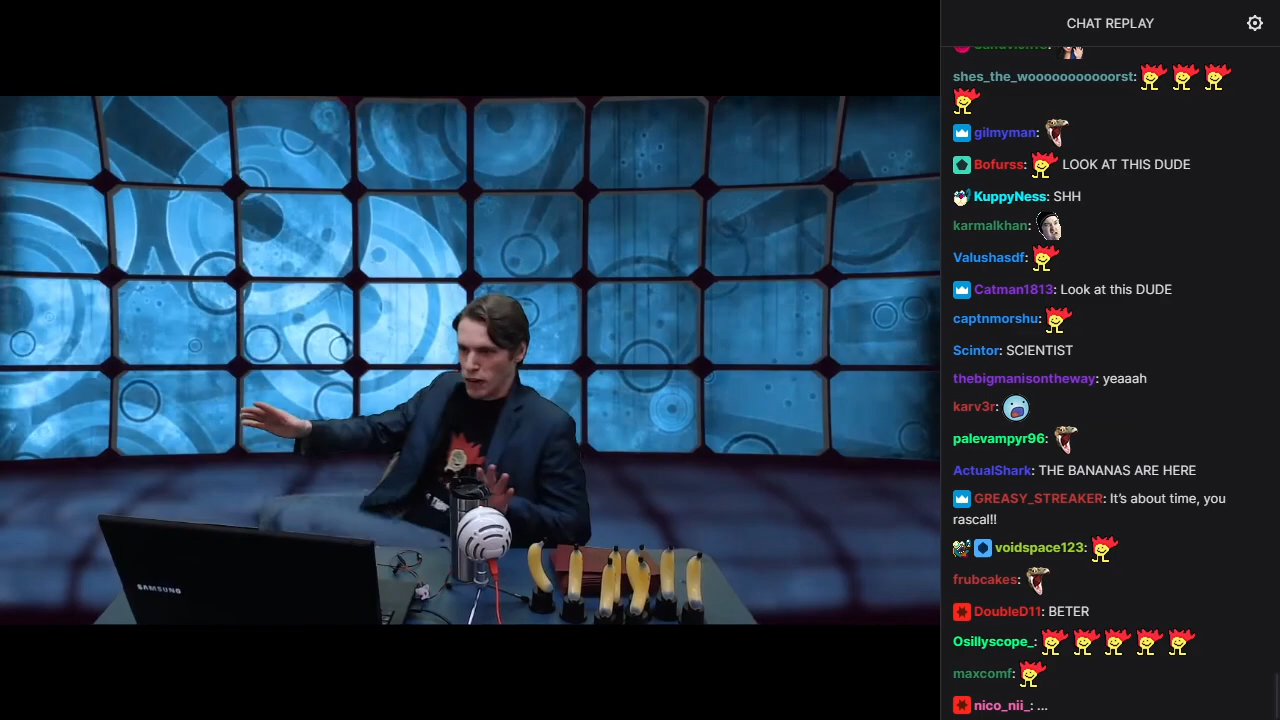 CHAT REPLAY
shes_the_wooooooooooorst:
gilmyman:
Bofurss: LOOK AT THIS DUDE
KuppyNess: SHH
karmalkhan:
Valushasdf:
Catman1813: Look at this DUDE
captnmorshu:
Scintor: SCIENTIST
thebigmanisontheway: yeaaah
karv3r:
palevampyr96:
ActualShark: THE BANANAS ARE HERE
GREASY_STREAKER: It's about time, you
rascal!!
voidspace123:
frubcakes:
DoubleD11: BETER
Osillyscope_:
maxcomf:
nico_nii_: ...
SAMSUNG